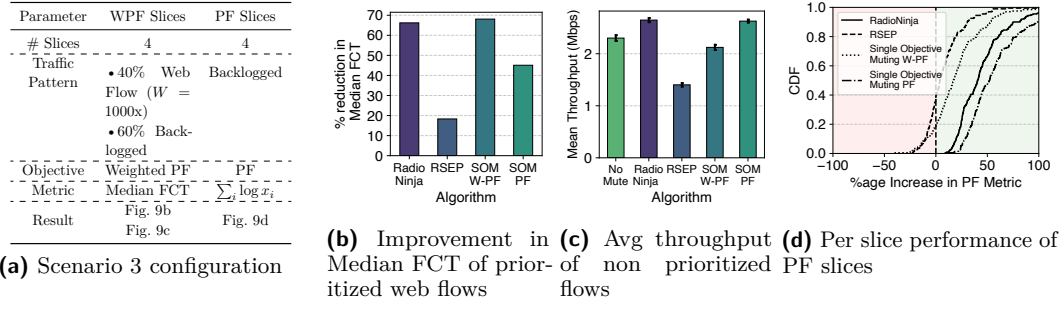 Parameter WPF Slices PF Slices
# Slices 4 4
Traffic
Pattern
• 40% Web
Flow (W =
1000x)
• 60% Back-
logged
Backlogged
Objective Weighted PF PF
Metric Median FCT ∑i log xi
Result
Fig. 9b
Fig. 9c
Fig. 9d
(a) Scenario 3 configuration
% reduction in
Median FCT
70
60
50
40
30
20
10
0
Radio
Ninja
RSEP
SOM
W-PF
SOM
PF
Algorithm
(b) Improvement in
Median FCT of prior-
itized web flows
Mean Throughput (Mbps)
2
1
0
No
Mute
Radio
Ninja
RSEP
SOM
W-PF
SOM
PF
Algorithm
(c) Avg throughput
of non prioritized
flows
CDF
1.0
0.8
0.6
0.4
0.2
0.0
RadioNinja
RSEP
Single Objective
Muting W-PF
Single Objective
Muting PF
−100 −50 0 50 100
%age Increase in PF Metric
(d) Per slice performance of
PF slices